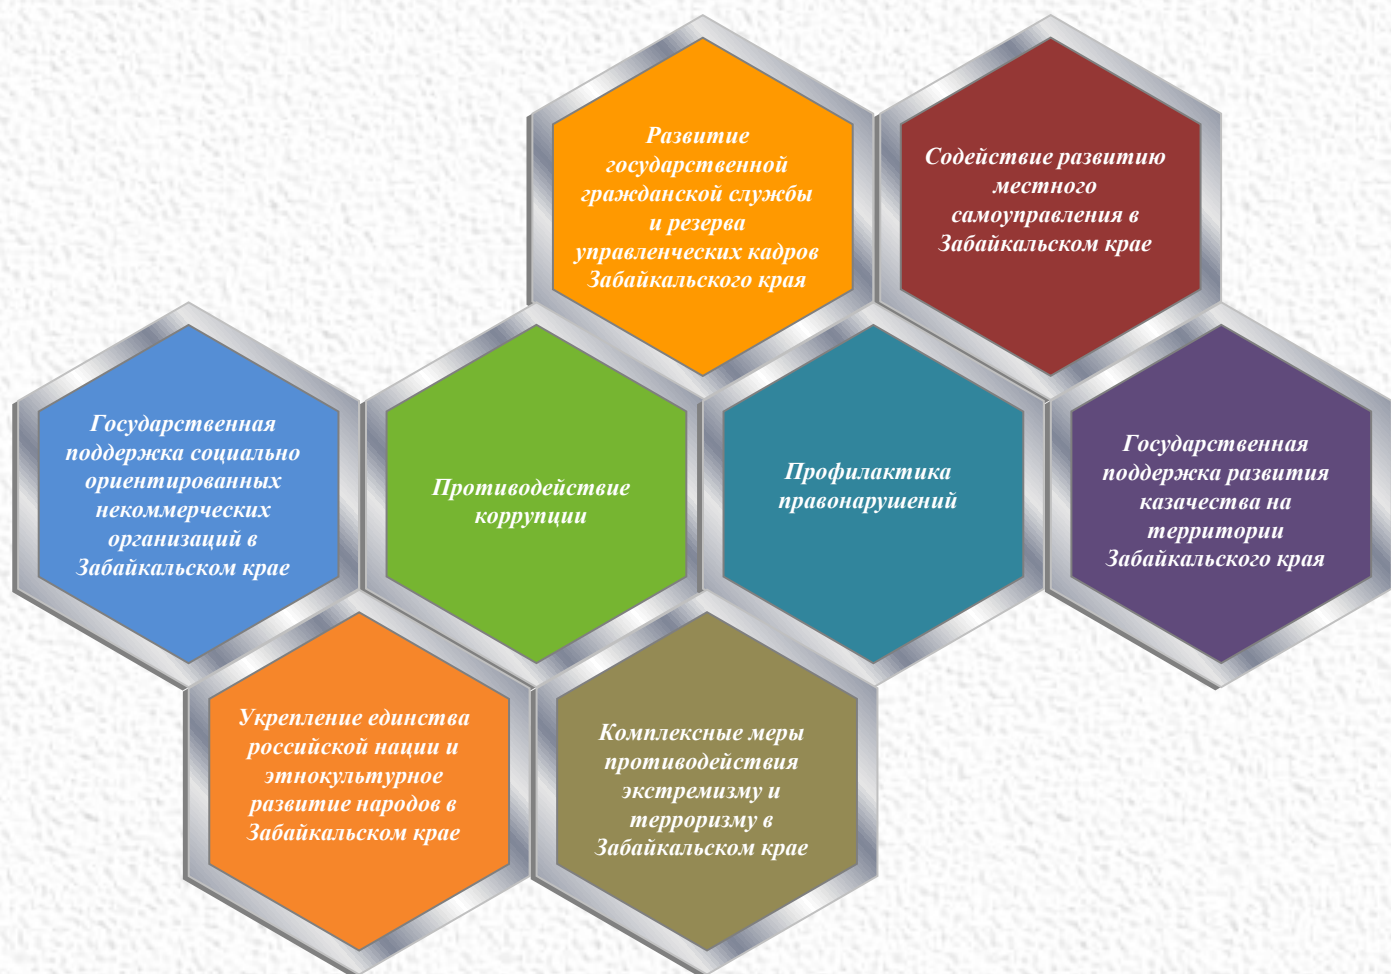 Развитие
государственной
гражданской службы
и резерва
управленческих кадров
Забайкальского края
Содействие развитию
местного
самоуправления в
Забайкальском крае
Государственная
поддержка социально
ориентированных
некоммерческих
организаций в
Забайкальском крае
Противодействие
коррупции
Профилактика
правонарушений
Государственная
поддержка развития
казачества на
территории
Забайкальского края
Укрепление единства
российской нации и
этнокультурное
развитие народов в
Забайкальском крае
Комплексные меры
противодействия
экстремизму и
терроризму в
Забайкальском крае